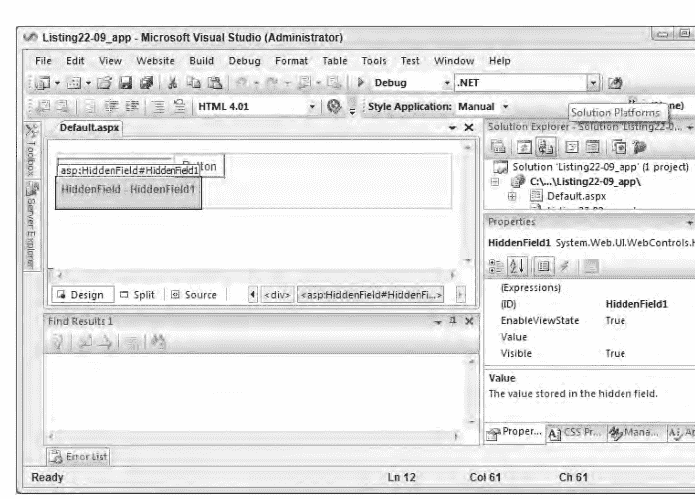 Listing22-09_app - Microsoft Visual Studio (Administrator)
File Edit View Website Build Debug Format Table Tools Test Window Help
Debug .NET
HTML 4.01 Style Application: Manual
Solution Platforms
Toolbox
Server Explorer
Default.aspx
asp:HiddenField#HiddenField1
HiddenField - HiddenField1
Design Split Source <div> <asp:HiddenField#HiddenFi...>
Find Results 1
Error List
Solution Explorer - Solution 'Listing22-0...
Solution 'Listing22-09_app' (1 project)
C:\...\Listing22-09_app\
Default.aspx
Properties
HiddenField1 System.Web.UI.WebControls.H
(Expressions)
(ID) HiddenField1
EnableViewState True
Value
Visible True
Value
The value stored in the hidden field.
Proper... CSS Pr... Mana...
Ready Ln 12 Col 61 Ch 61